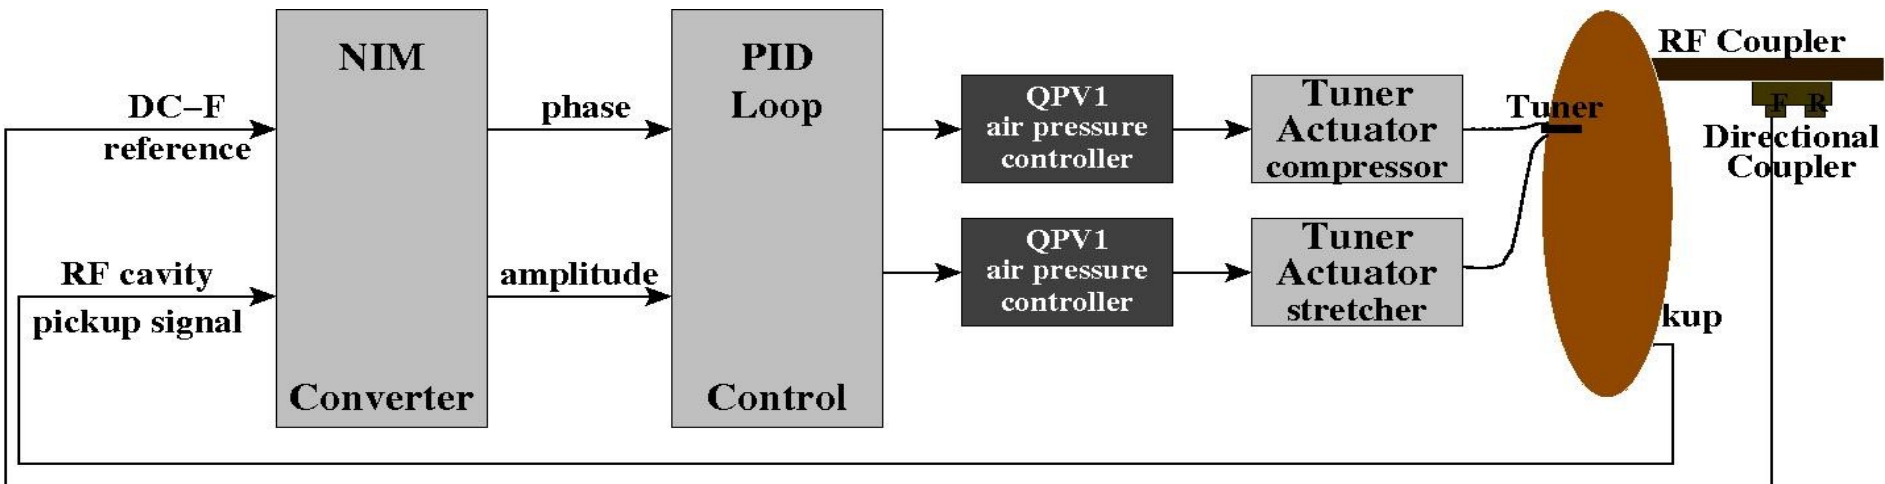 NIM
Converter
PID
Loop
Control
DC–F
reference
RF cavity
pickup signal
phase
amplitude
QPV1
air pressure
controller
QPV1
air pressure
controller
Tuner
Actuator
compressor
Tuner
Actuator
stretcher
Tuner
RF Coupler
F R
Directional
Coupler
kup